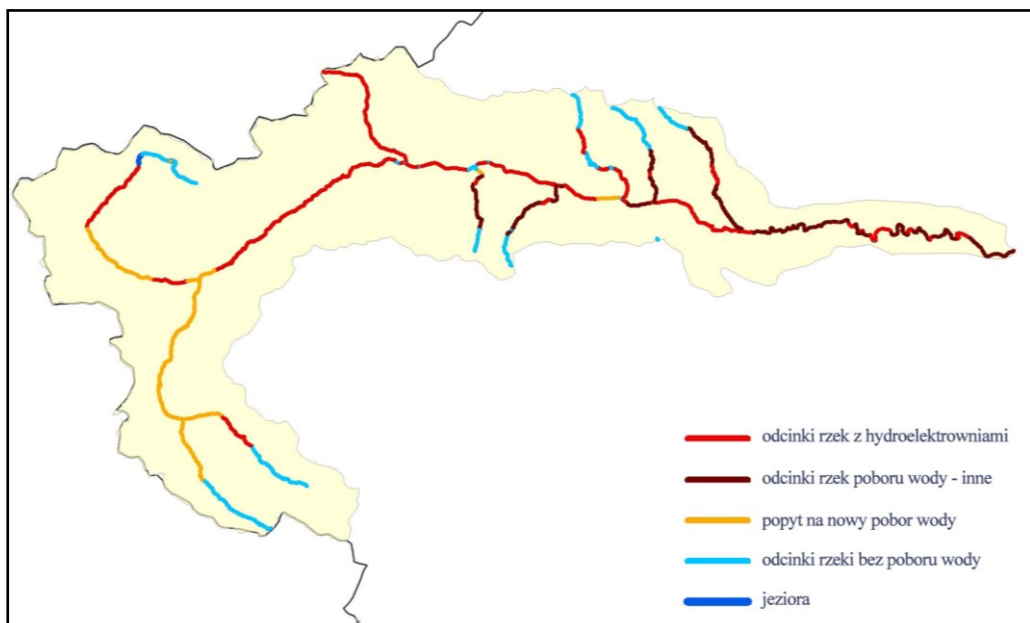 odcinki rzek z hydroelektrowniami
odcinki rzek poboru wody - inne
popyt na nowy pobor wody
odcinki rzeki bez poboru wody
jeziora